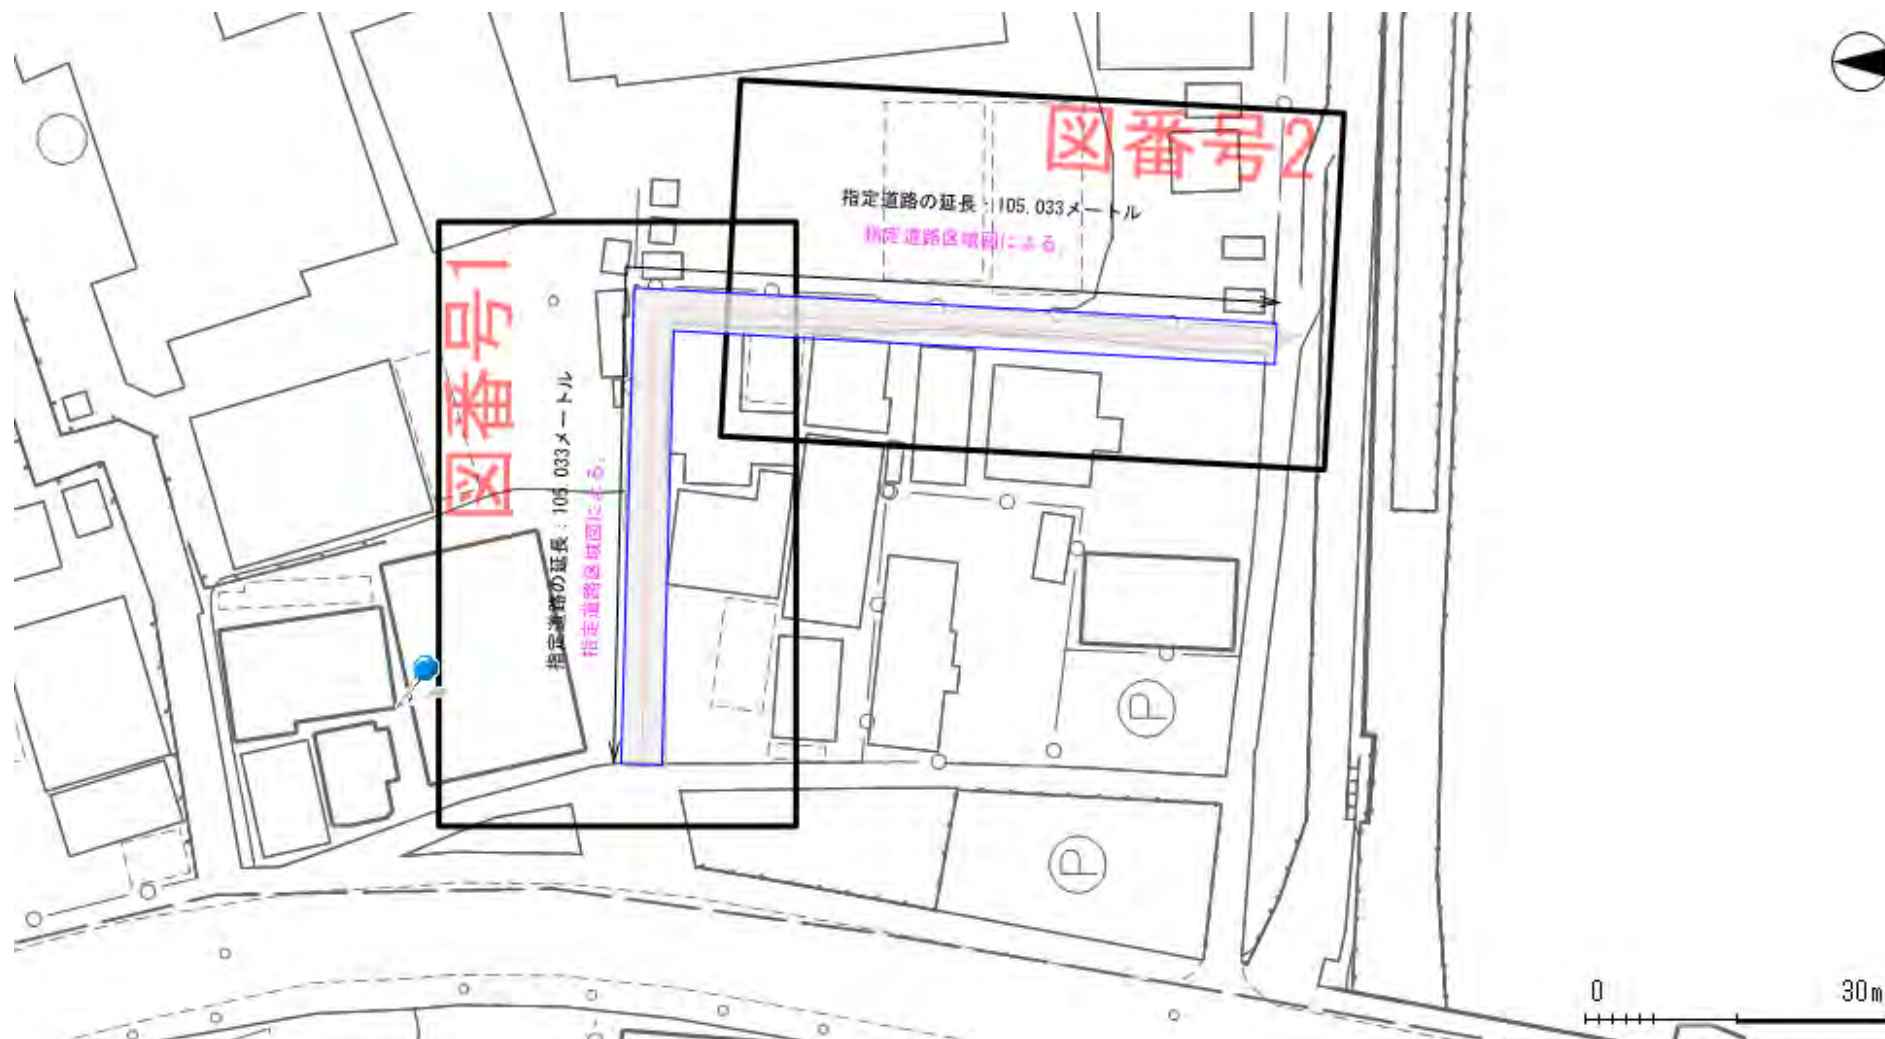 図番号2
指定道路の延長：105.033メートル
指定道路区域図による。
図番号1
指定道路の延長：105.033メートル
指定道路区域図による。
P
P
0 30m